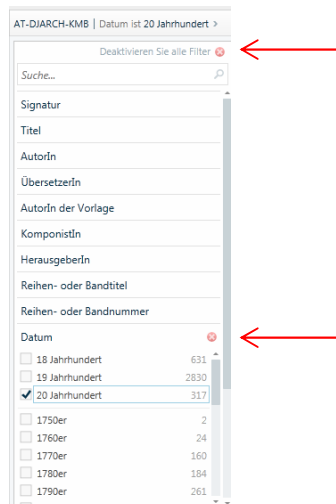 AT-DJARCH-KMB | Datum ist 20 Jahrhundert >
Deaktivieren Sie alle Filter
Suche...
Signatur
Titel
AutorIn
ÜbersetzerIn
AutorIn der Vorlage
KomponistIn
HerausgeberIn
Reihen- oder Bandtitel
Reihen- oder Bandnummer
Datum
18 Jahrhundert 631
19 Jahrhundert 2830
20 Jahrhundert 317
1750er 2
1760er 24
1770er 160
1780er 184
1790er 261